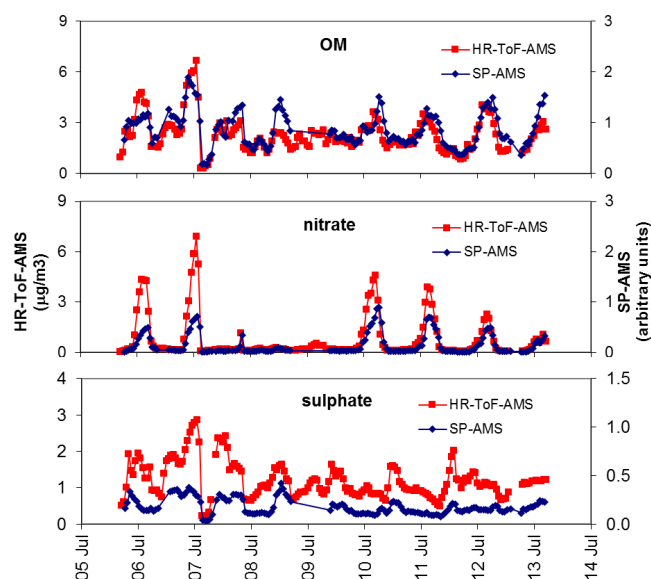 9
6
3
0
OM
HR-ToF-AMS
SP-AMS
3
2
1
0
9
6
3
0
nitrate
HR-ToF-AMS
SP-AMS
3
2
1
0
HR-ToF-AMS
(µg/m3)
SP-AMS
(arbitrary units)
4
3
2
1
0
sulphate
HR-ToF-AMS
SP-AMS
1.5
1.0
0.5
0.0
05 Jul
06 Jul
07 Jul
08 Jul
09 Jul
10 Jul
11 Jul
12 Jul
13 Jul
14 Jul